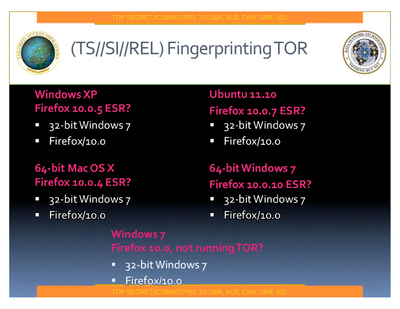 TOP SECRET//COMINT//REL TO USA, AUS, CAN, GBR, NZL
(TS//SI//REL) Fingerprinting TOR
Windows XP
Firefox 10.0.5 ESR?
▪ 32-bit Windows 7
▪ Firefox/10.0
Ubuntu 11.10
Firefox 10.0.7 ESR?
▪ 32-bit Windows 7
▪ Firefox/10.0
64-bit Mac OS X
Firefox 10.0.4 ESR?
▪ 32-bit Windows 7
▪ Firefox/10.0
64-bit Windows 7
Firefox 10.0.10 ESR?
▪ 32-bit Windows 7
▪ Firefox/10.0
Windows 7
Firefox 10.0, not running TOR?
▪ 32-bit Windows 7
▪ Firefox/10.0
TOP SECRET//COMINT//REL TO USA, AUS, CAN, GBR, NZL